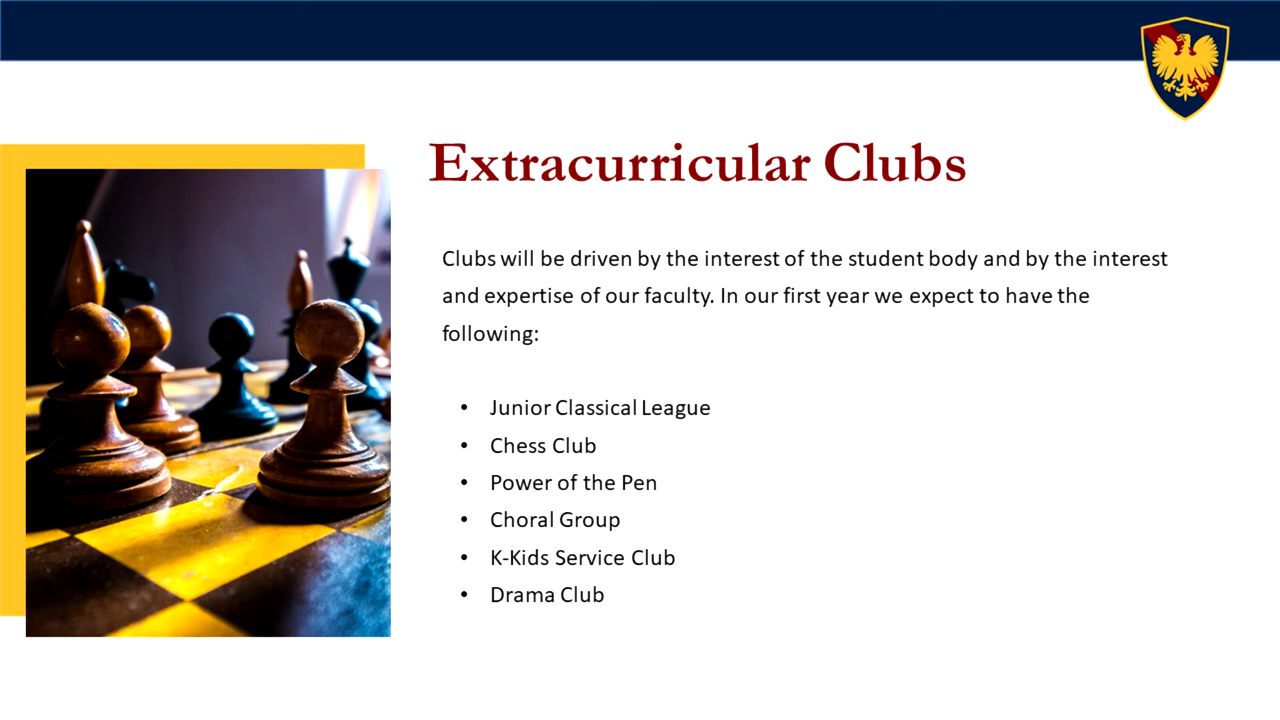 Extracurricular Clubs
Clubs will be driven by the interest of the student body and by the interest
and expertise of our faculty. In our first year we expect to have the
following:
• Junior Classical League
• Chess Club
• Power of the Pen
• Choral Group
• K-Kids Service Club
• Drama Club